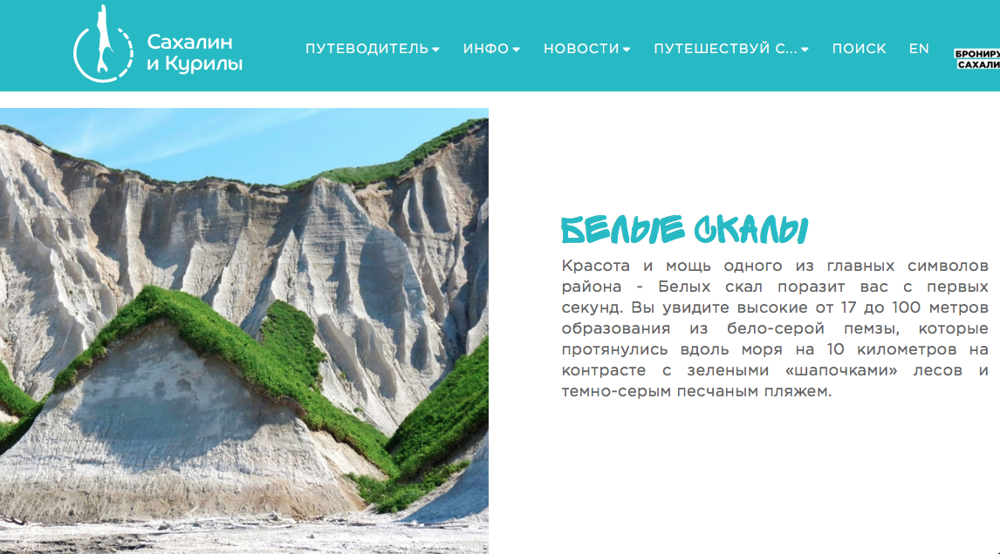 Сахалин
и Курилы
ПУТЕВОДИТЕЛЬ
ИНФО
НОВОСТИ
ПУТЕШЕСТВУЙ С...
ПОИСК
EN
БЕЛЫЕ СКАЛЫ
Красота и мощь одного из главных символов
района - Белых скал поразит вас с первых
секунд. Вы увидите высокие от 17 до 100 метров
образования из бело-серой пемзы, которые
протянулись вдоль моря на 10 километров на
контрасте с зелеными «шапочками» лесов и
темно-серым песчаным пляжем.